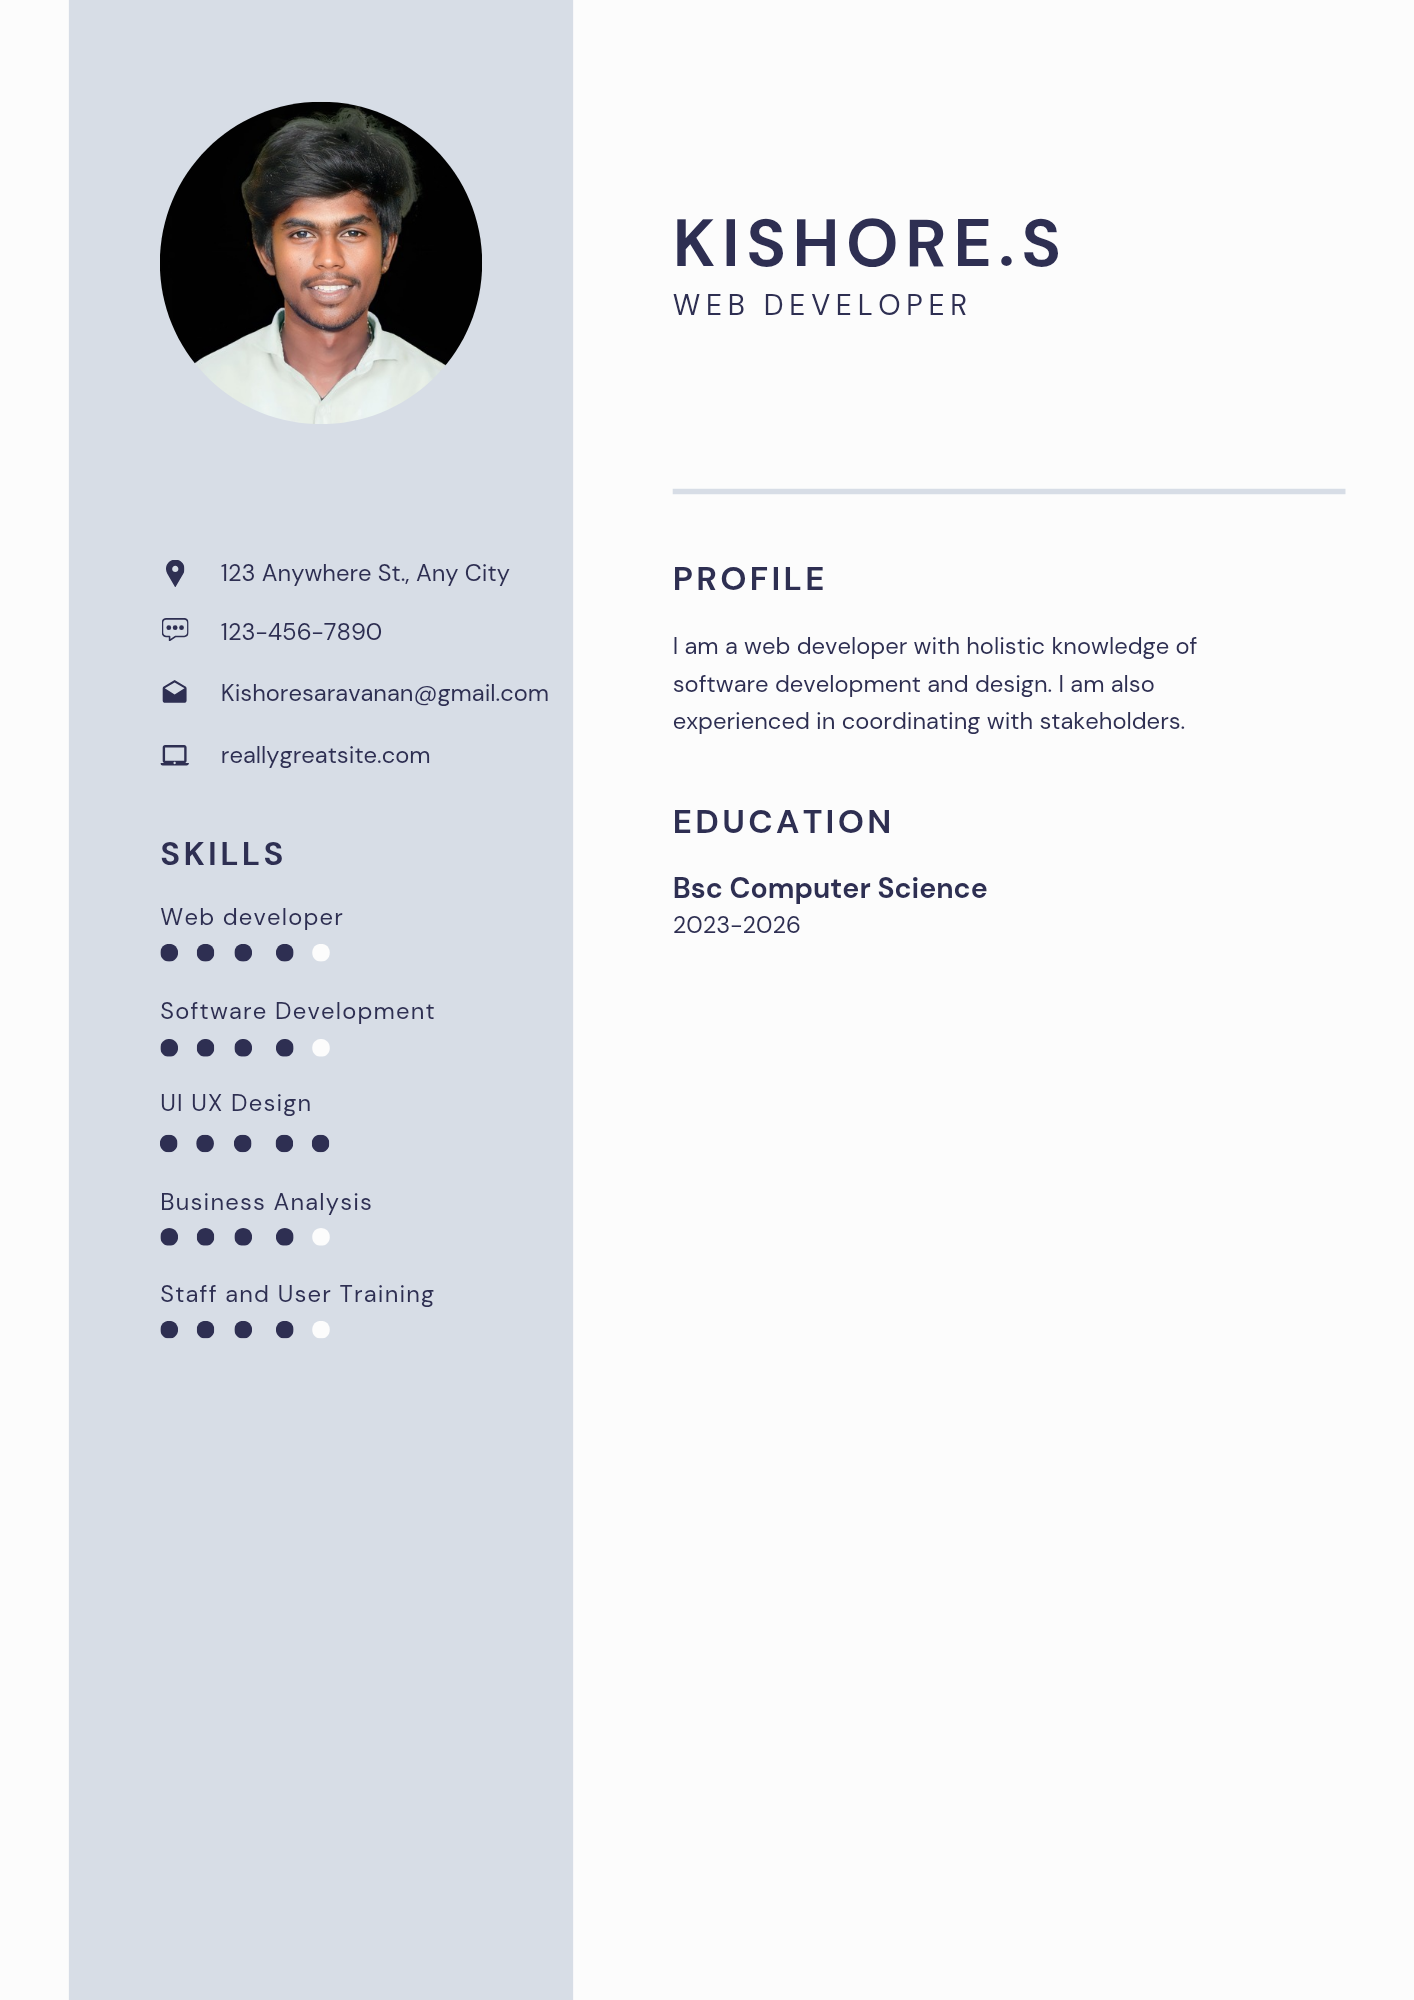 KISHORE.S
WEB DEVELOPER
123 Anywhere St., Any City
123-456-7890
Kishoresaravanan@gmail.com
reallygreatsite.com
SKILLS
Web developer
Software Development
UI UX Design
Business Analysis
Staff and User Training
PROFILE
I am a web developer with holistic knowledge of
software development and design. I am also
experienced in coordinating with stakeholders.
EDUCATION
Bsc Computer Science
2023-2026